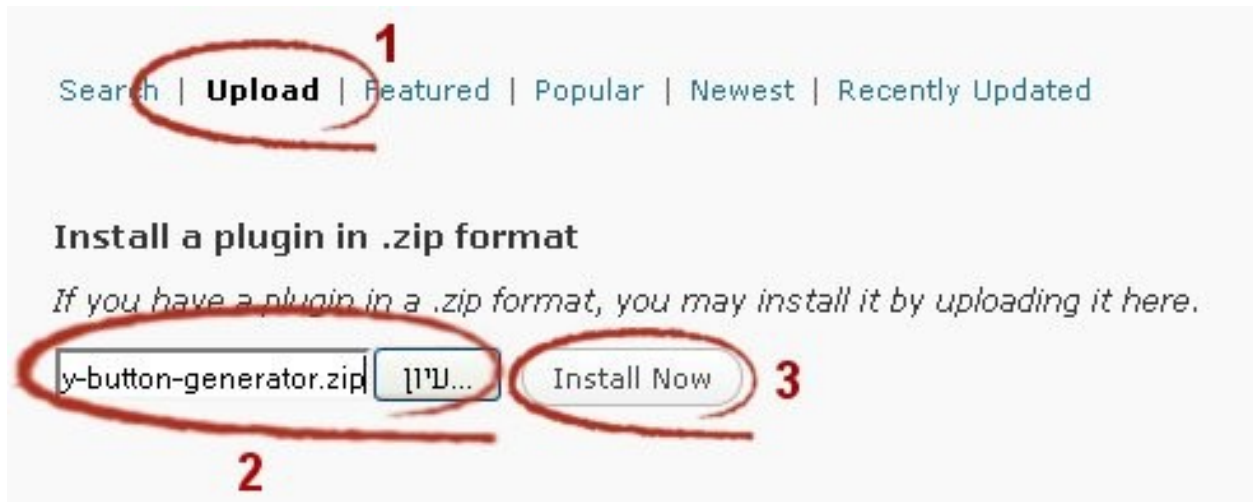 1
Search | Upload | Featured | Popular | Newest | Recently Updated
Install a plugin in .zip format
If you have a plugin in a .zip format, you may install it by uploading it here.
y-button-generator.zip עיון... Install Now 3
2